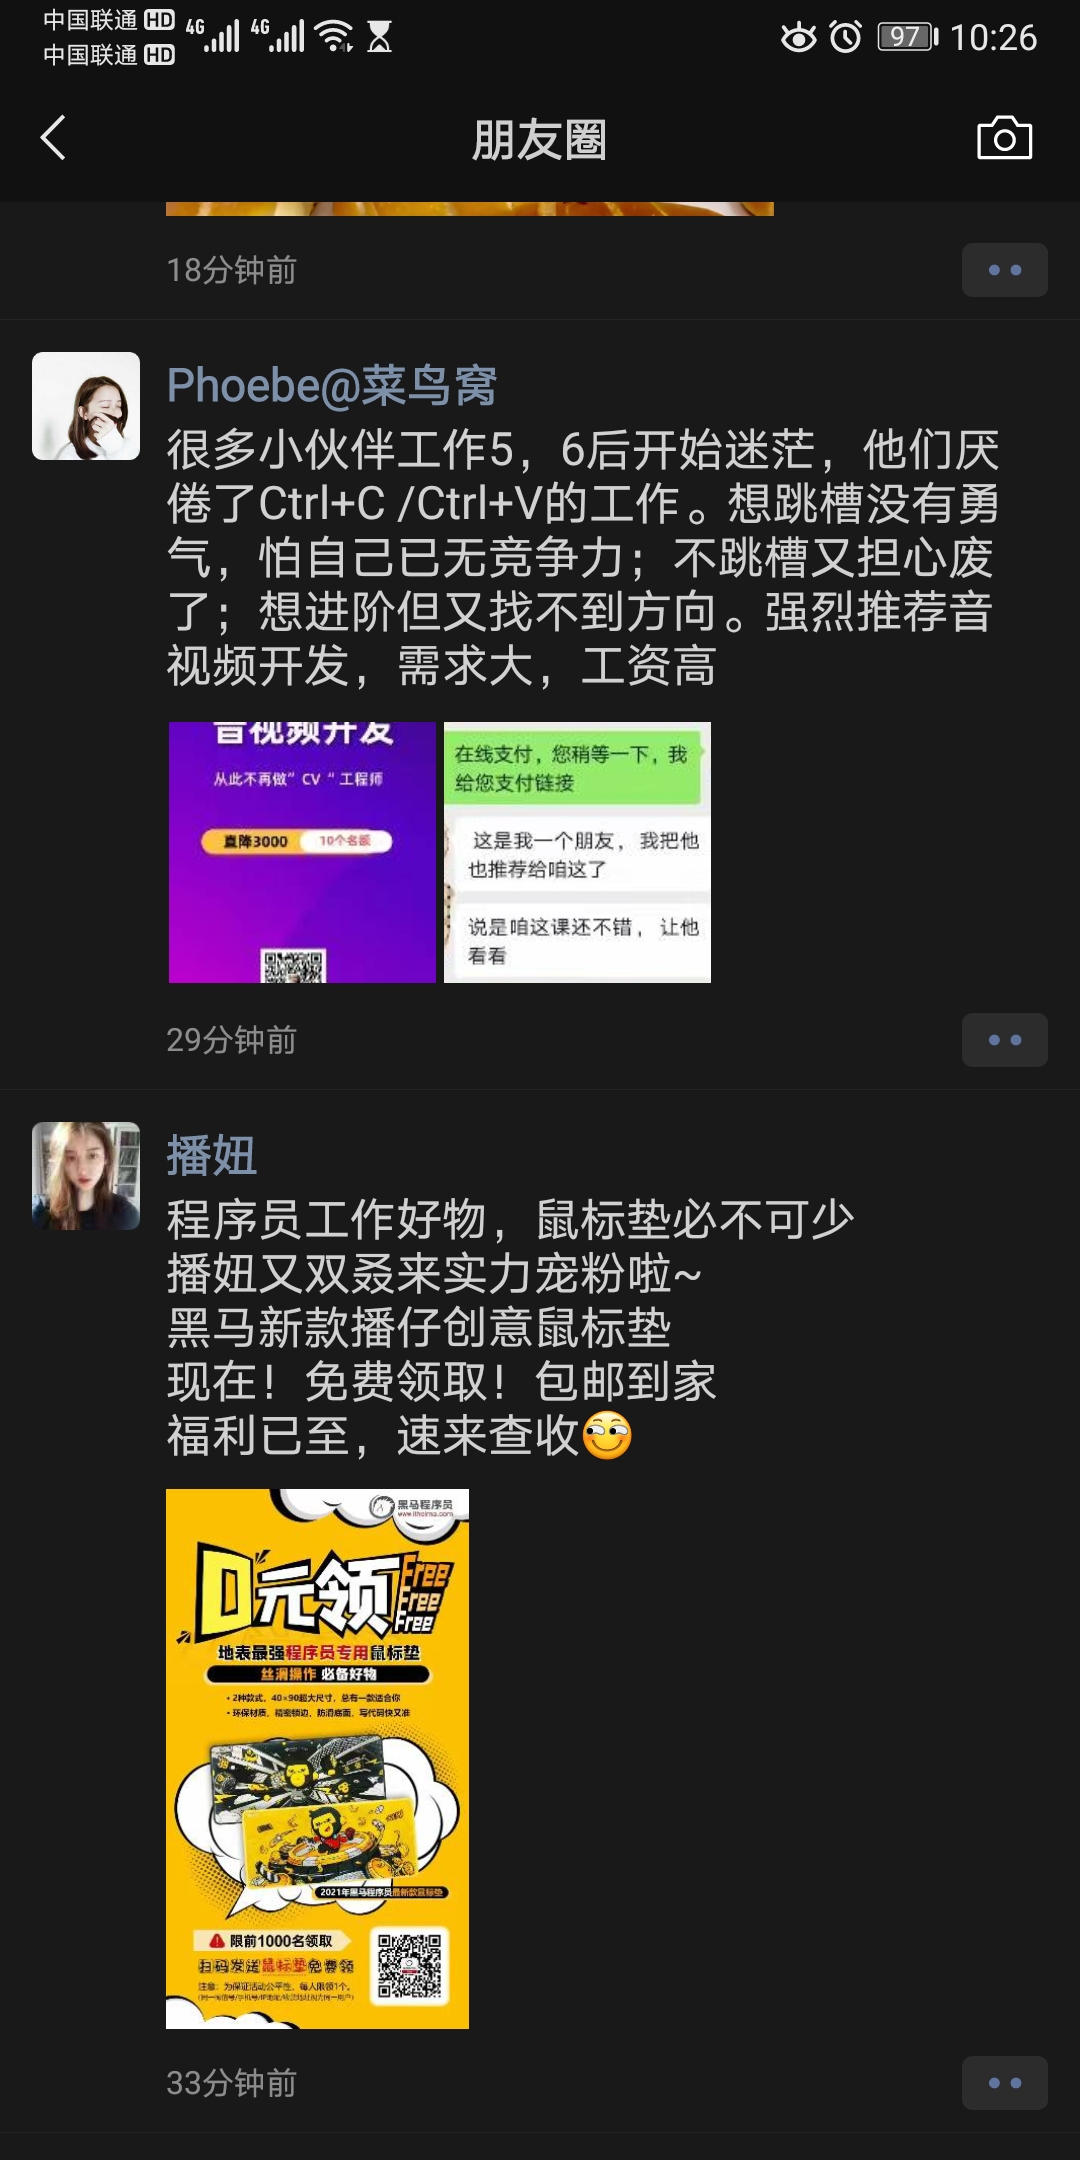 中国联通 HD
中国联通 HD
4G 4G
97 10:26
朋友圈
18分钟前
Phoebe@菜鸟窝
很多小伙伴工作5，6后开始迷茫，他们厌
倦了Ctrl+C /Ctrl+V的工作。想跳槽没有勇
气，怕自己已无竞争力；不跳槽又担心废
了；想进阶但又找不到方向。强烈推荐音
视频开发，需求大，工资高
音视频开发
从此不再做" CV "工程师
直降3000 10个名额
在线支付，您稍等一下，我
给您支付链接
这是我一个朋友，我把他
也推荐给咱这了
说是咱这课还不错，让他
看看
29分钟前
播妞
程序员工作好物，鼠标垫必不可少
播妞又双叒来实力宠粉啦~
黑马新款播仔创意鼠标垫
现在！免费领取！包邮到家
福利已至，速来查收
黑马程序员
www.itheima.com
0元领
Free
Free
Free
地表最强程序员专用鼠标垫
丝滑操作 必备好物
·2种款式，40×90超大尺寸，总有一款适合你
·环保材质，精密锁边，防滑底面，写代码快又准
2021年黑马程序员最新款鼠标垫
限前1000名领取
扫码发送鼠标垫免费领
注意：为保证活动公平性，每人限领1个。
33分钟前